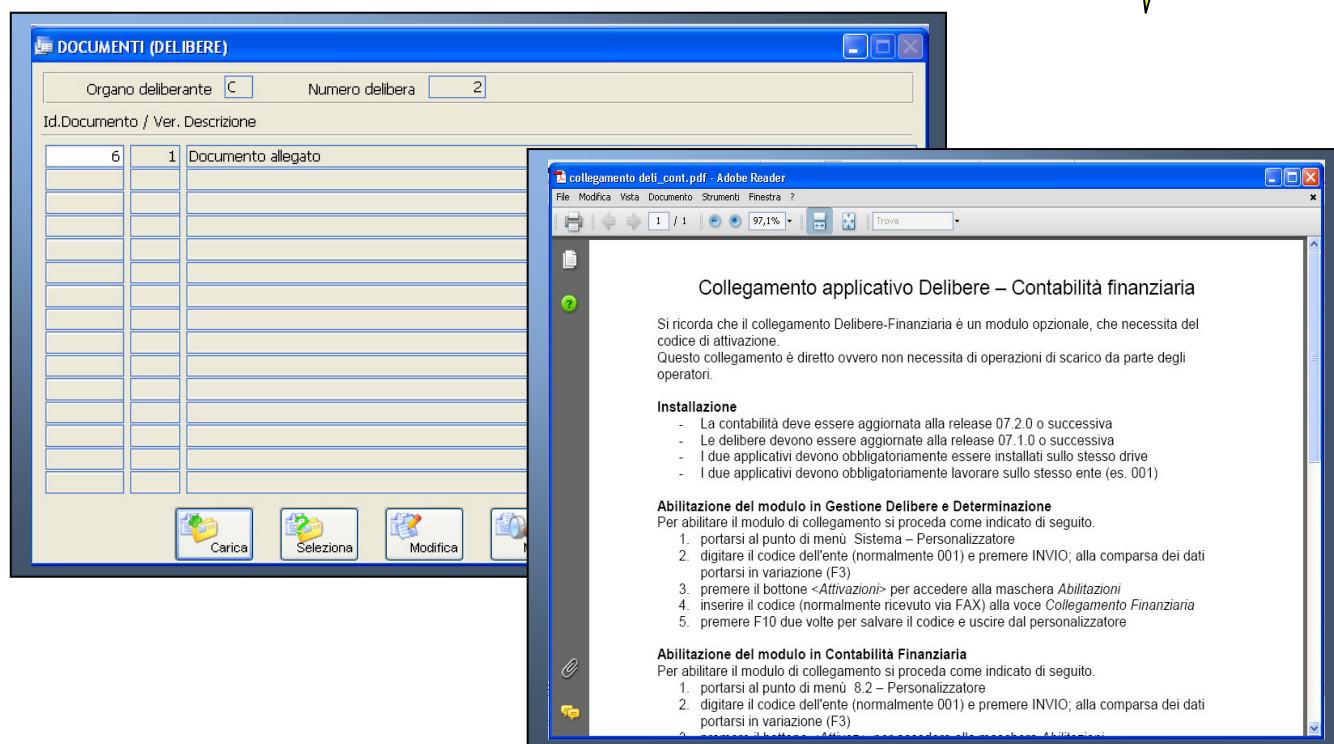 DOCUMENTI (DELIBERE)
Organo deliberante C Numero delibera 2
Id.Documento / Ver. Descrizione
6 1 Documento allegato
Carica Seleziona Modifica
collegamento deli_cont.pdf - Adobe Reader
File Modifica Vista Documento Strumenti Finestra ?
1 / 1 97,1% Trova
Collegamento applicativo Delibere – Contabilità finanziaria
Si ricorda che il collegamento Delibere-Finanziaria è un modulo opzionale, che necessita del
codice di attivazione.
Questo collegamento è diretto ovvero non necessita di operazioni di scarico da parte degli
operatori.
Installazione
- La contabilità deve essere aggiornata alla release 07.2.0 o successiva
- Le delibere devono essere aggiornate alla release 07.1.0 o successiva
- I due applicativi devono obbligatoriamente essere installati sullo stesso drive
- I due applicativi devono obbligatoriamente lavorare sullo stesso ente (es. 001)
Abilitazione del modulo in Gestione Delibere e Determinazione
Per abilitare il modulo di collegamento si proceda come indicato di seguito.
1. portarsi al punto di menù Sistema – Personalizzatore
2. digitare il codice dell'ente (normalmente 001) e premere INVIO; alla comparsa dei dati
portarsi in variazione (F3)
3. premere il bottone <Attivazioni> per accedere alla maschera Abilitazioni
4. inserire il codice (normalmente ricevuto via FAX) alla voce Collegamento Finanziaria
5. premere F10 due volte per salvare il codice e uscire dal personalizzatore
Abilitazione del modulo in Contabilità Finanziaria
Per abilitare il modulo di collegamento si proceda come indicato di seguito.
1. portarsi al punto di menù 8.2 – Personalizzatore
2. digitare il codice dell'ente (normalmente 001) e premere INVIO; alla comparsa dei dati
portarsi in variazione (F3)